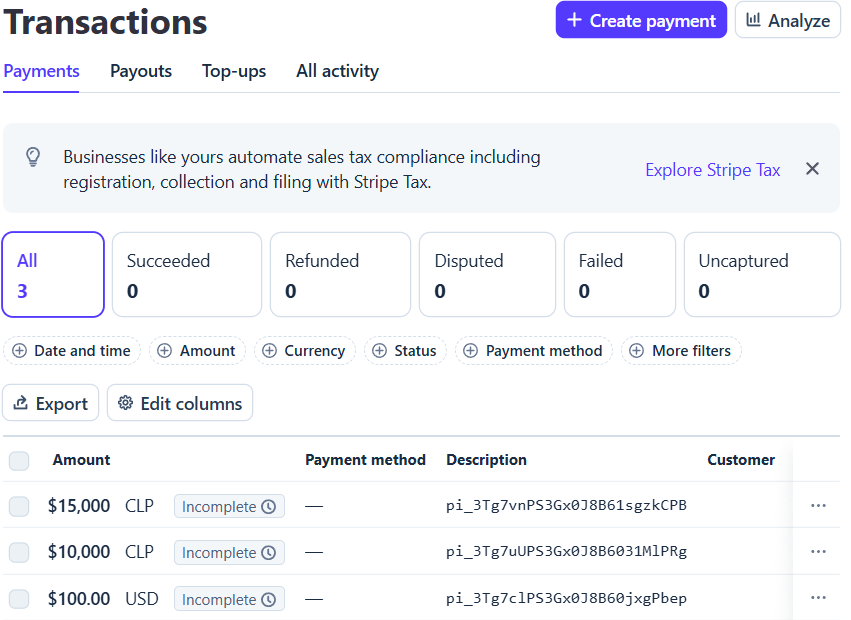 Transactions
+ Create payment
Analyze
Payments Payouts Top-ups All activity
Businesses like yours automate sales tax compliance including
registration, collection and filing with Stripe Tax.
Explore Stripe Tax
All
3
Succeeded
0
Refunded
0
Disputed
0
Failed
0
Uncaptured
0
Date and time Amount Currency Status Payment method More filters
Export Edit columns
Amount Payment method Description Customer
$15,000 CLP Incomplete — pi_3Tg7vnPS3Gx0J8B61sgzkCPB ...
$10,000 CLP Incomplete — pi_3Tg7uUPS3Gx0J8B6031MlPRg ...
$100.00 USD Incomplete — pi_3Tg7clPS3Gx0J8B60jxgPbep ...